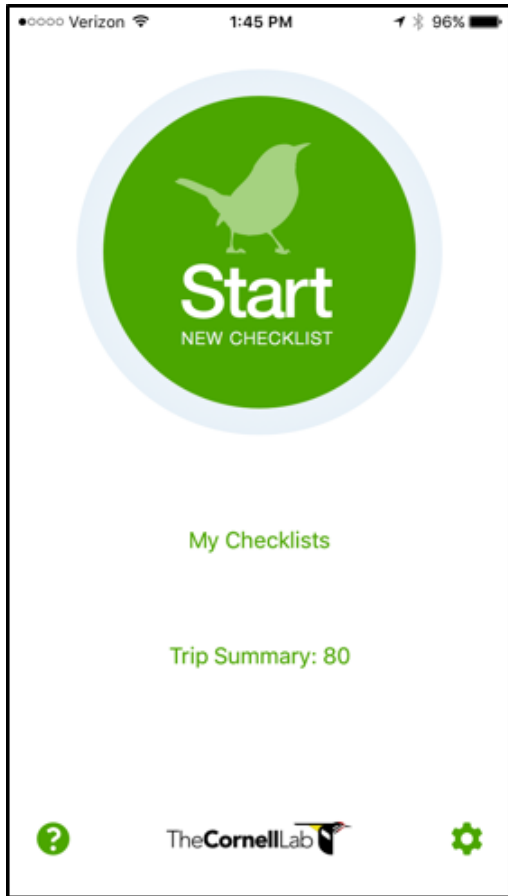 Verizon 1:45 PM 96%
Start
NEW CHECKLIST
My Checklists
Trip Summary: 80
? TheCornellLab